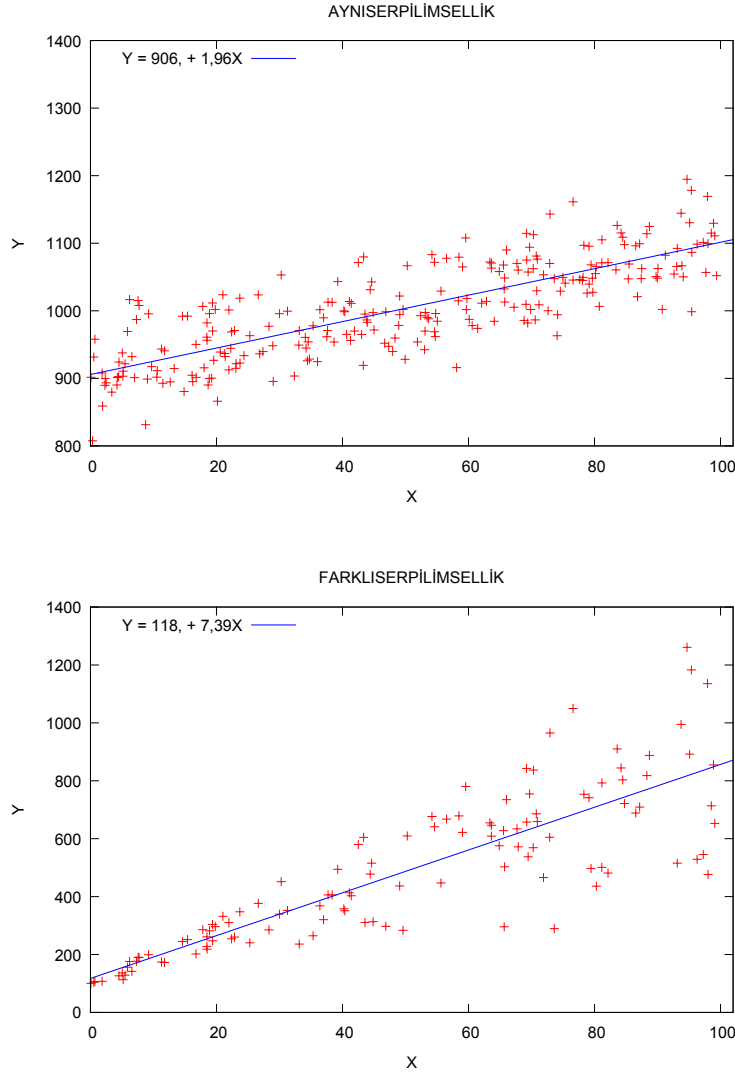 AYNISERPİLİMSELLİK
Y = 906, + 1,96X
1400
1300
1200
1100
1000
900
800
Y
0 20 40 60 80 100
X
FARKLISERPİLİMSELLİK
Y = 118, + 7,39X
1400
1200
1000
800
600
400
200
0
Y
0 20 40 60 80 100
X